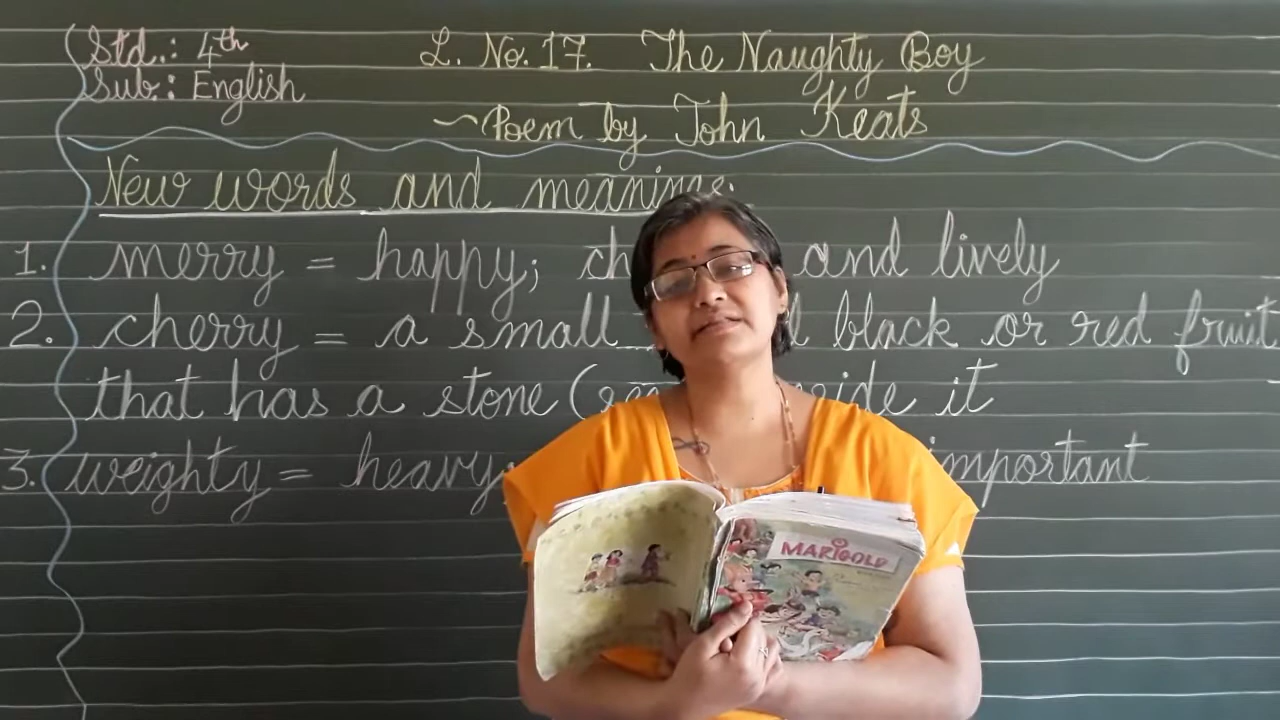 Std.: 4th
Sub.: English
L. No. 17. The Naughty Boy
~Poem by John Keats
New words and meanings.
1. merry = happy; and lively
2. cherry = a small black or red fruit
that has a stone it
3. weighty = heavy; important
MARIGOLD